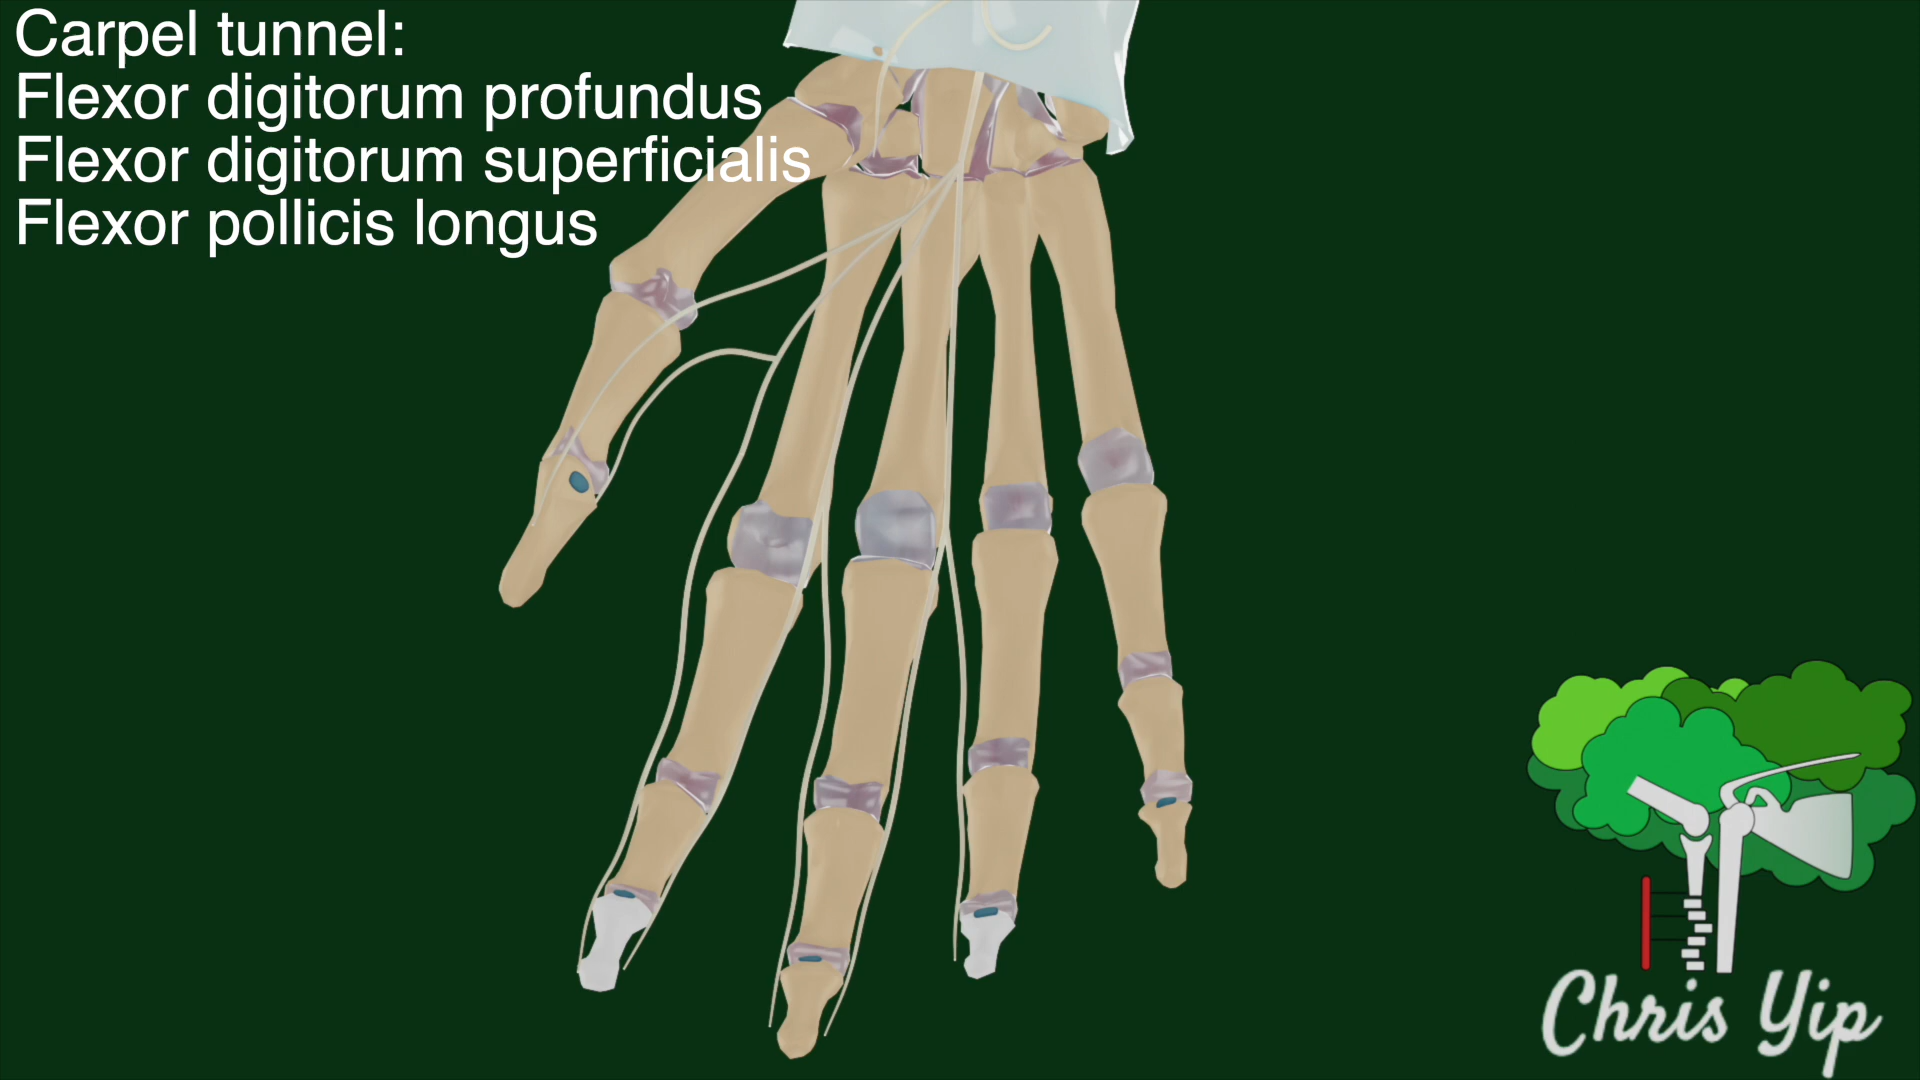 Carpel tunnel:
Flexor digitorum profundus
Flexor digitorum superficialis
Flexor pollicis longus
Chris Yip